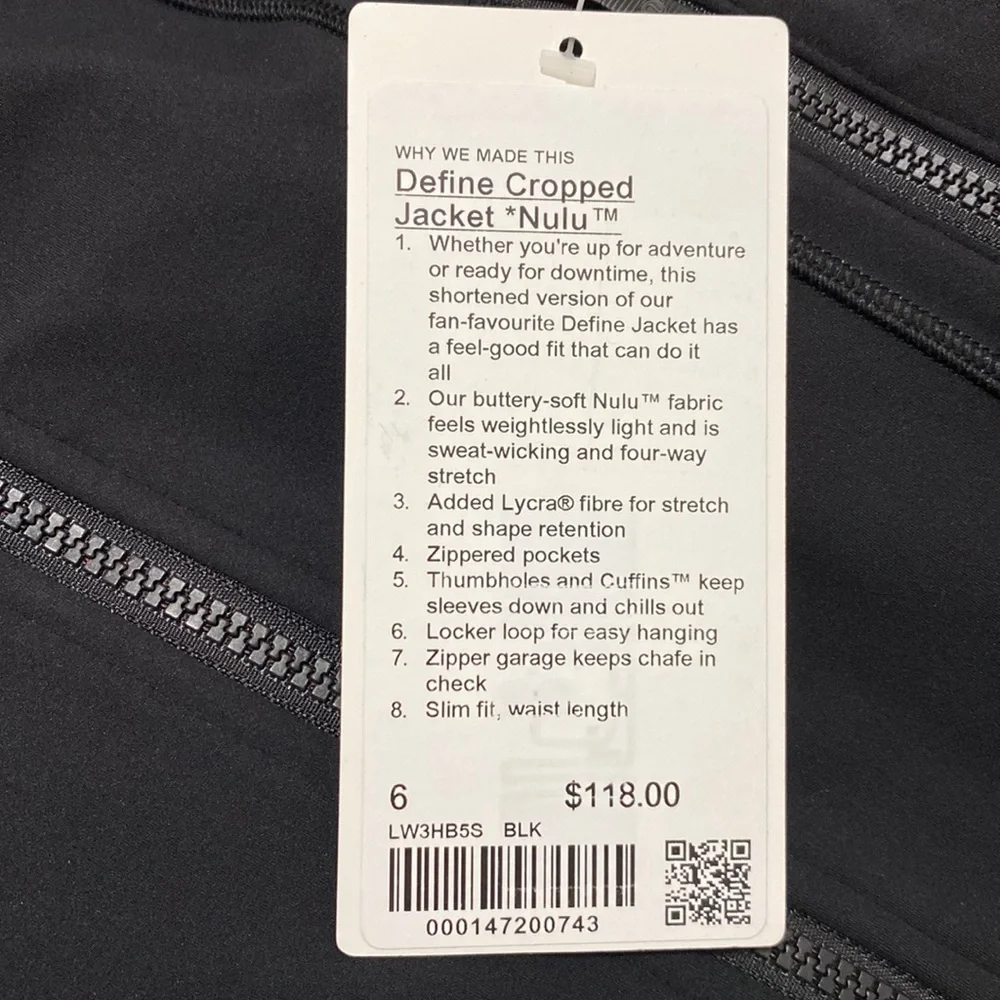 WHY WE MADE THIS
Define Cropped
Jacket *Nulu™
1. Whether you're up for adventure
or ready for downtime, this
shortened version of our
fan-favourite Define Jacket has
a feel-good fit that can do it
all
2. Our buttery-soft Nulu™ fabric
feels weightlessly light and is
sweat-wicking and four-way
stretch
3. Added Lycra® fibre for stretch
and shape retention
4. Zippered pockets
5. Thumbholes and Cuffins™ keep
sleeves down and chills out
6. Locker loop for easy hanging
7. Zipper garage keeps chafe in
check
8. Slim fit, waist length
6 $118.00
LW3HB5S BLK
000147200743